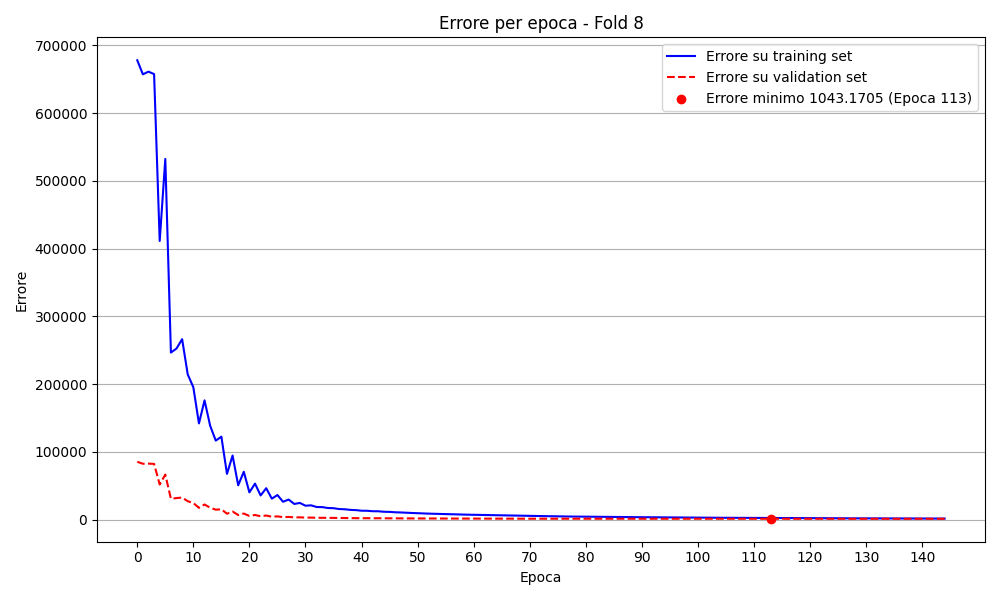 Errore per epoca - Fold 8
700000
600000
500000
400000
300000
200000
100000
0
Errore
Errore su training set
Errore su validation set
Errore minimo 1043.1705 (Epoca 113)
0 10 20 30 40 50 60 70 80 90 100 110 120 130 140
Epoca